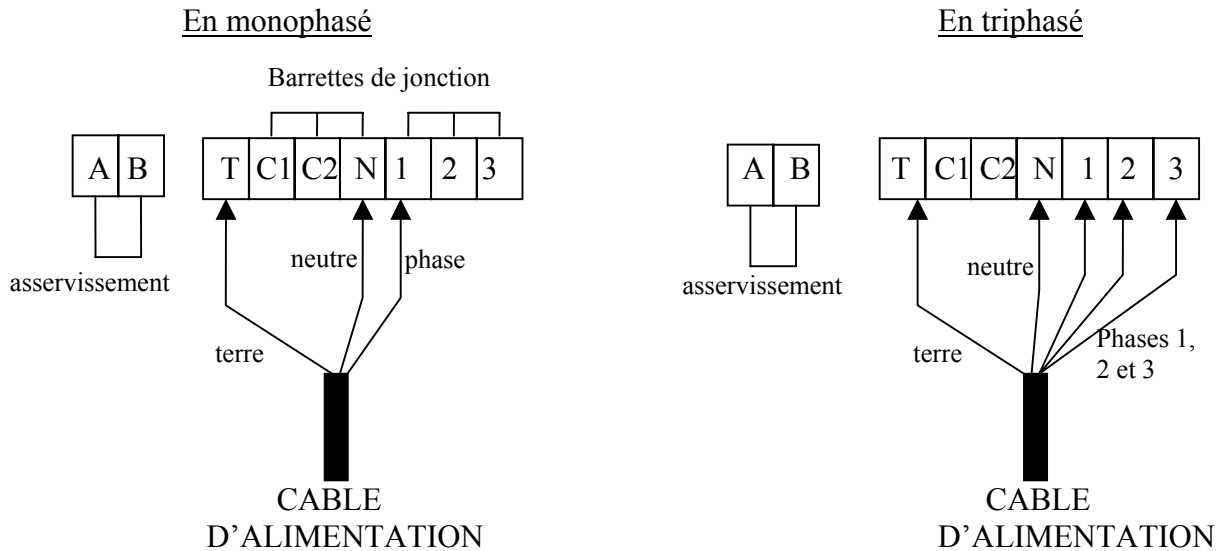 En monophasé
Barrettes de jonction
A B
T C1 C2 N 1 2 3
neutre
phase
asservissement
terre
CABLE
D’ALIMENTATION
En triphasé
A B
T C1 C2 N 1 2 3
neutre
asservissement
terre
Phases 1,
2 et 3
CABLE
D’ALIMENTATION